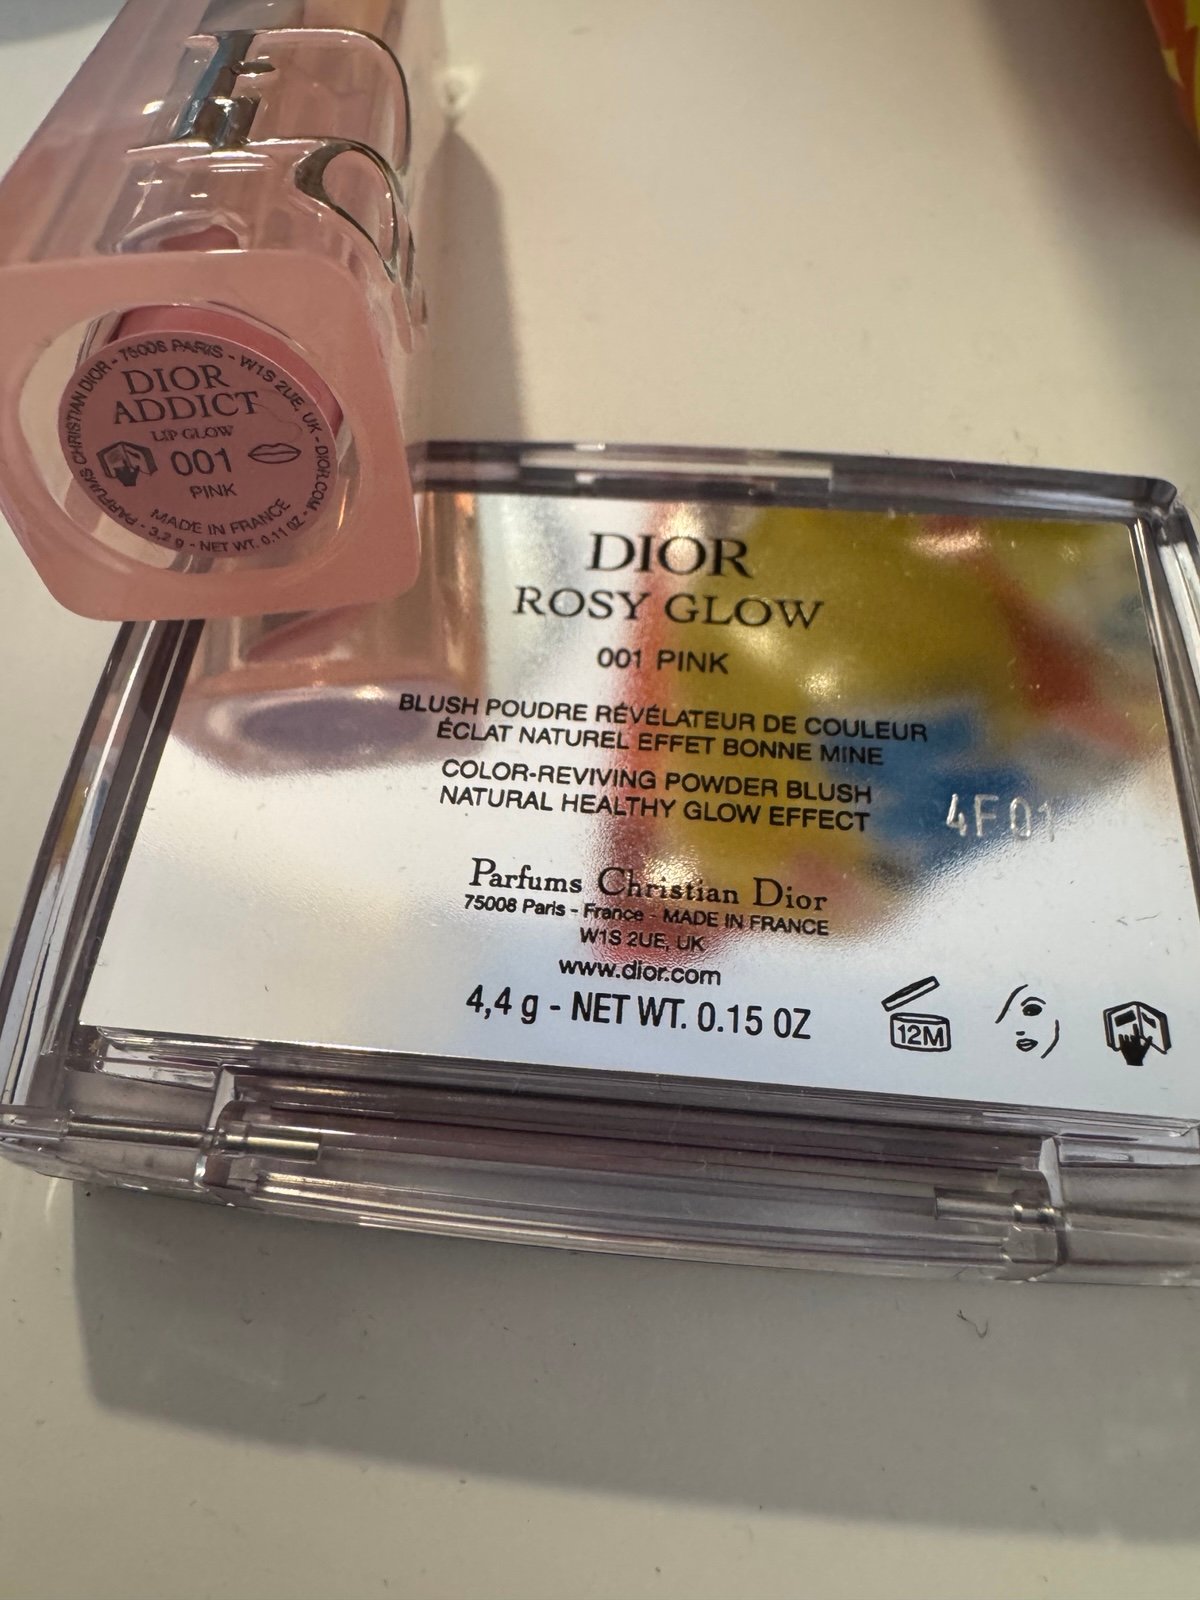 PARFUMS CHRISTIAN DIOR - 75008 PARIS - W1S 2UE, UK - DIOR.COM
DIOR
ADDICT
LIP GLOW
001
PINK
MADE IN FRANCE
3,2 g - NET WT. 0.11 OZ
DIOR
ROSY GLOW
001 PINK
BLUSH POUDRE RÉVÉLATEUR DE COULEUR
ÉCLAT NATUREL EFFET BONNE MINE
COLOR-REVIVING POWDER BLUSH
NATURAL HEALTHY GLOW EFFECT
4F01
Parfums Christian Dior
75008 Paris - France - MADE IN FRANCE
W1S 2UE, UK
www.dior.com
4,4 g - NET WT. 0.15 OZ
12M